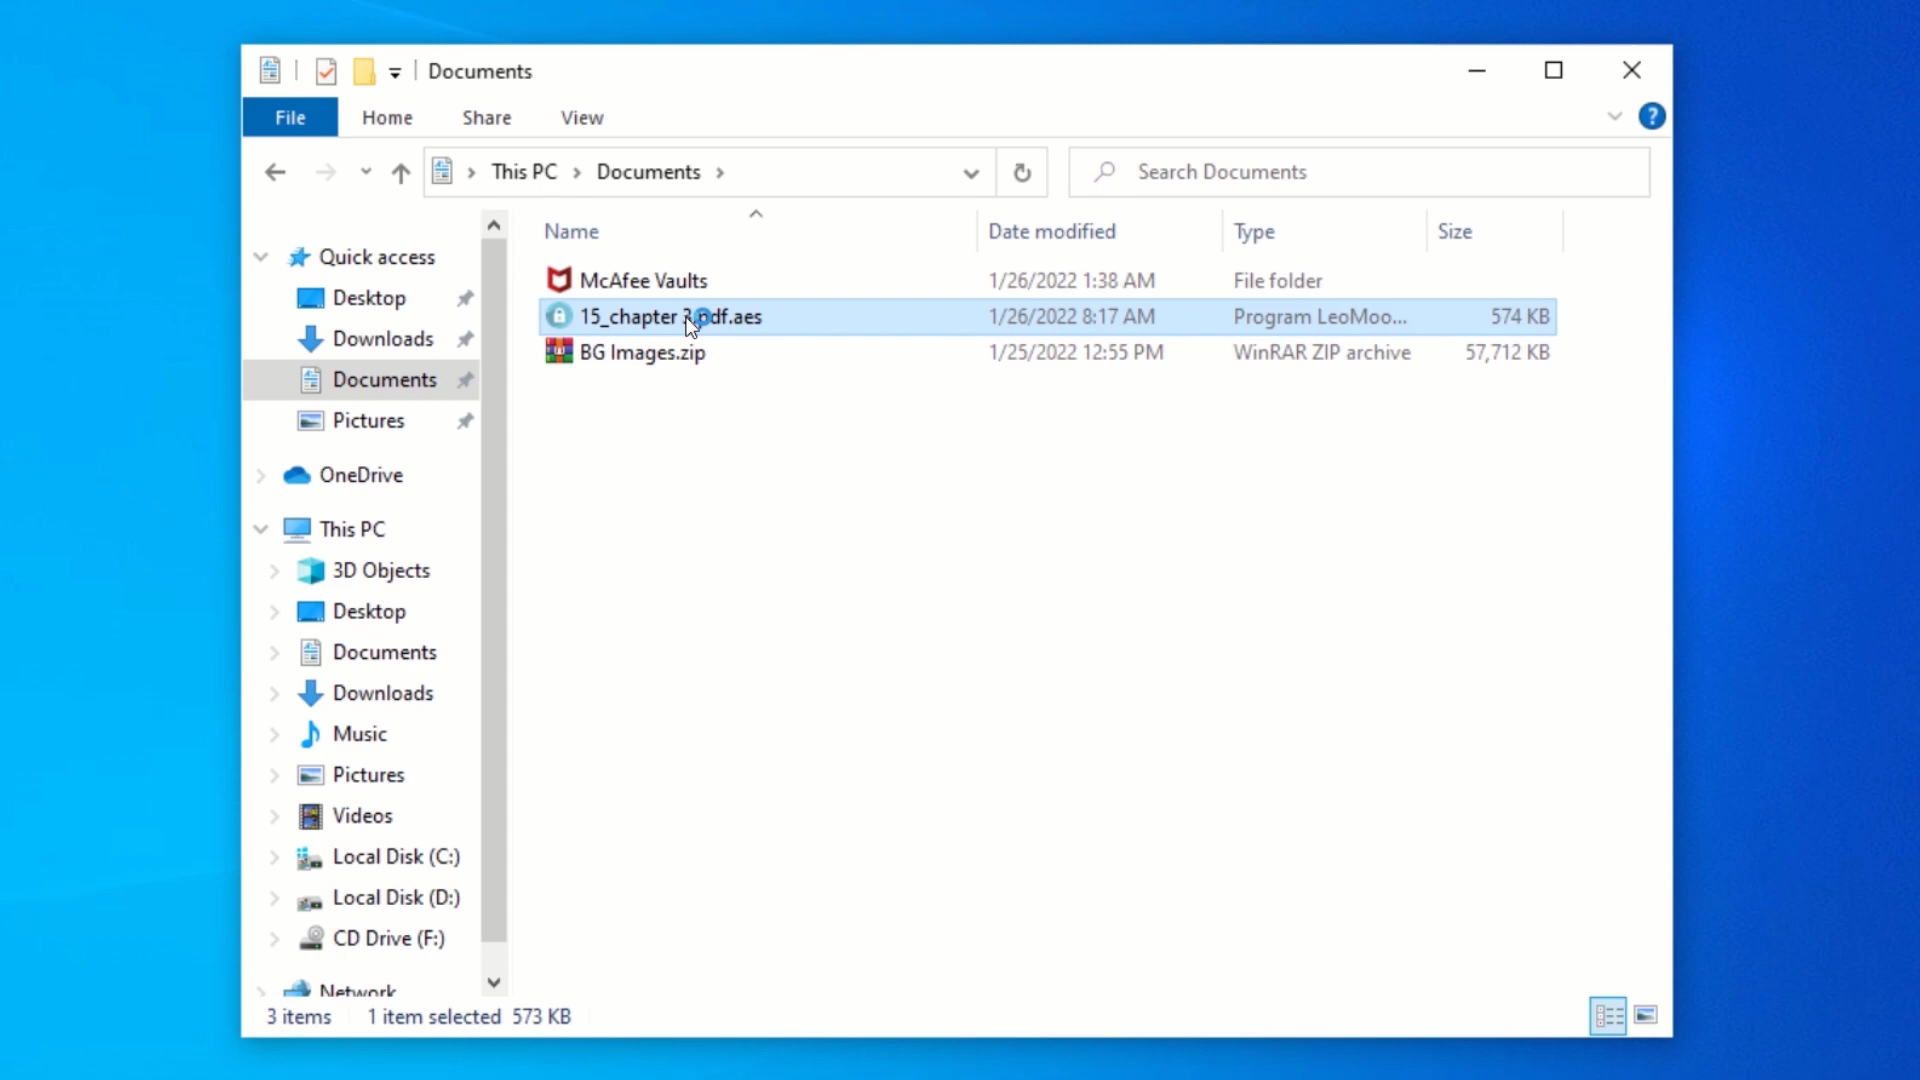 Documents
File Home Share View
?
This PC Documents
Search Documents
Name Date modified Type Size
McAfee Vaults 1/26/2022 1:38 AM File folder
15_chapter pdf.aes 1/26/2022 8:17 AM Program LeoMoo... 574 KB
BG Images.zip 1/25/2022 12:55 PM WinRAR ZIP archive 57,712 KB
Quick access
Desktop
Downloads
Documents
Pictures
OneDrive
This PC
3D Objects
Desktop
Documents
Downloads
Music
Pictures
Videos
Local Disk (C:)
Local Disk (D:)
CD Drive (F:)
Network
3 items 1 item selected 573 KB